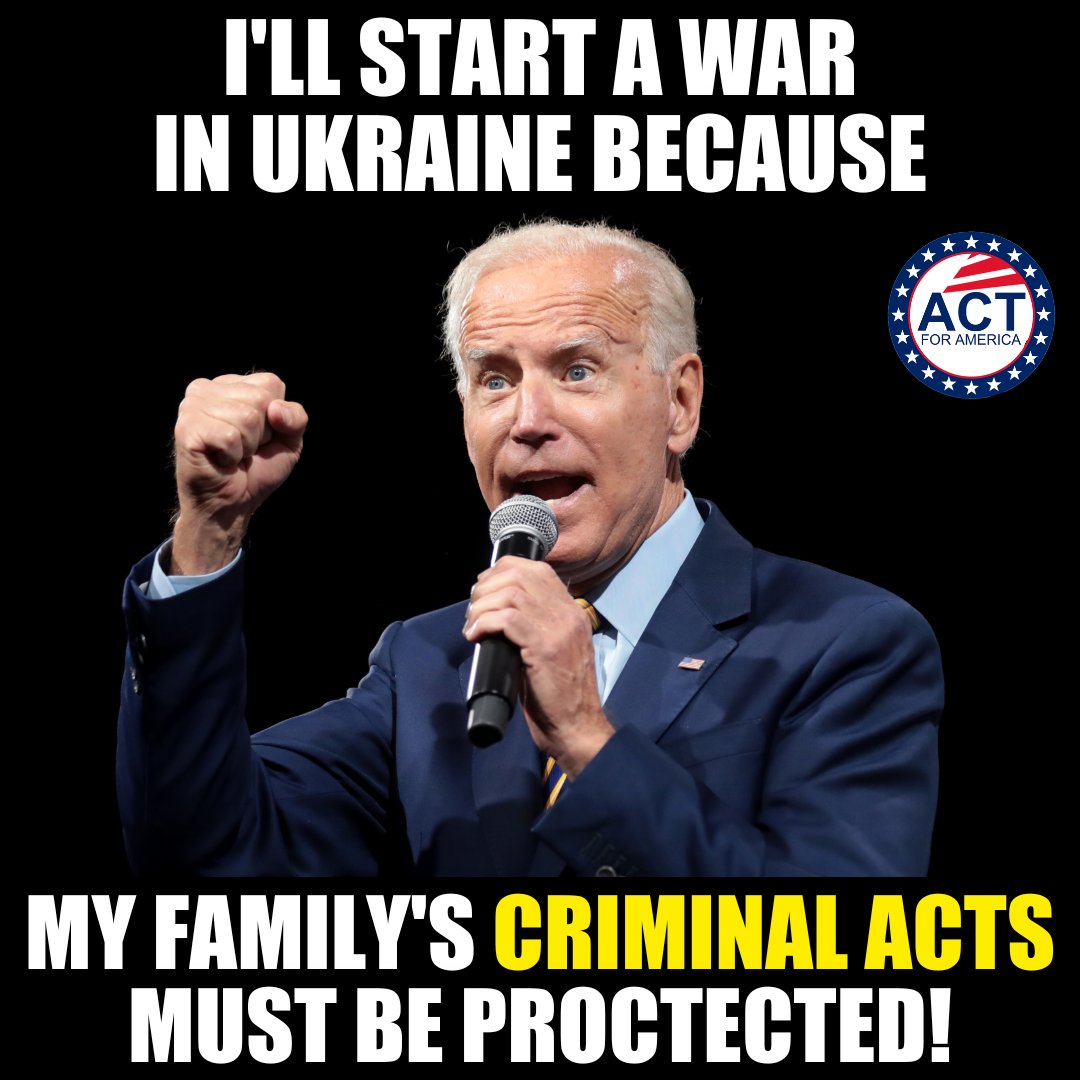 I'LL START A WAR
IN UKRAINE BECAUSE
ACT
FOR AMERICA
MY FAMILY'S CRIMINAL ACTS
MUST BE PROCTECTED!